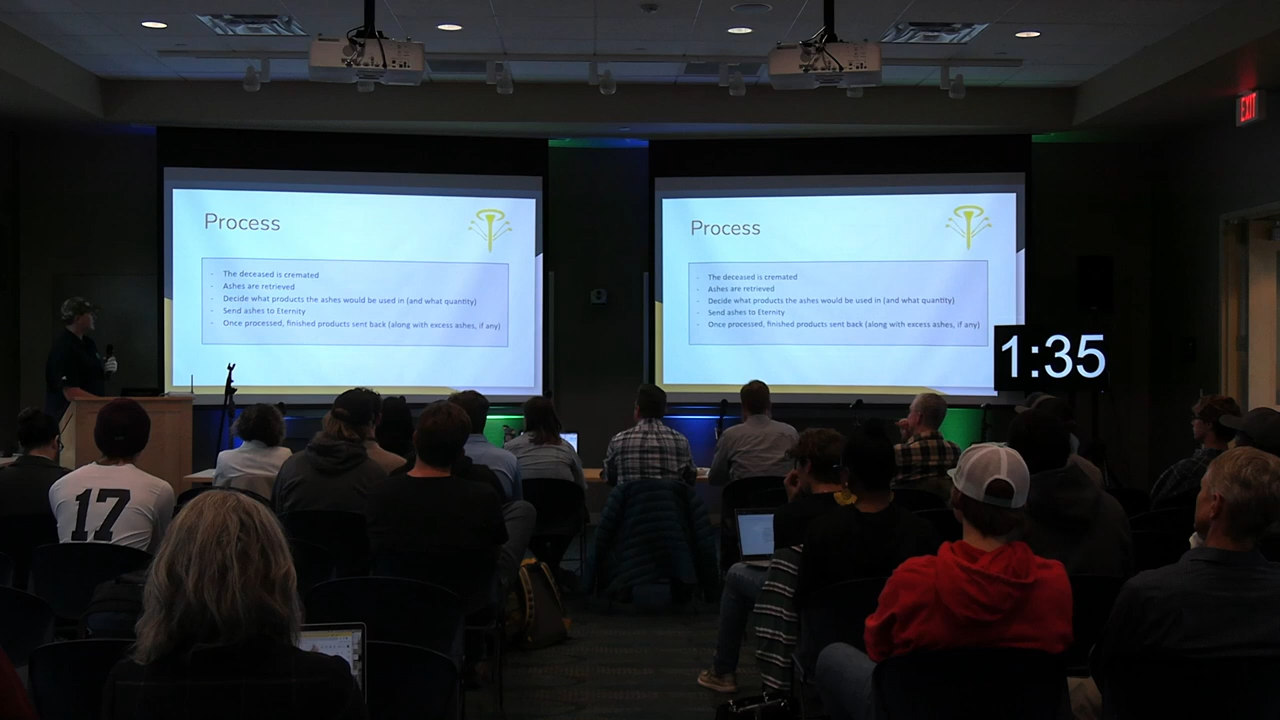 Process
- The deceased is cremated
- Ashes are retrieved
- Decide what products the ashes would be used in (and what quantity)
- Send ashes to Eternity
- Once processed, finished products sent back (along with excess ashes, if any)
Process
- The deceased is cremated
- Ashes are retrieved
- Decide what products the ashes would be used in (and what quantity)
- Send ashes to Eternity
- Once processed, finished products sent back (along with excess ashes, if any)
EXIT
1:35
17